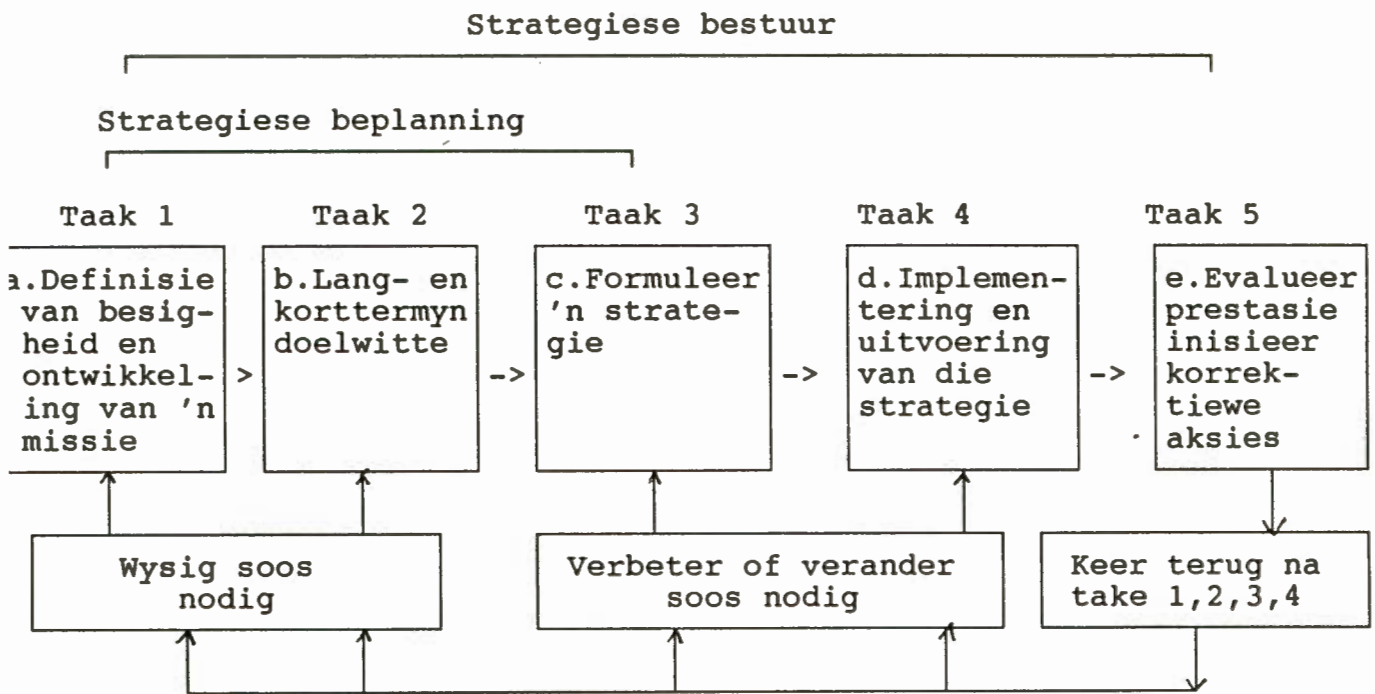 Strategiese bestuur
Strategiese beplanning
Taak 1
Taak 2
Taak 3
Taak 4
Taak 5
a.Definisie
van besig-
heid en
ontwikkel-
ing van 'n
missie
>
b.Lang- en
korttermyn
doelwitte
->
c.Formuleer
'n strate-
gie
->
d.Implemen-
tering en
uitvoering
van die
strategie
->
e.Evalueer
prestasie
inisieer
korrek-
tiewe
aksies
Wysig soos
nodig
Verbeter of verander
soos nodig
Keer terug na
take 1,2,3,4